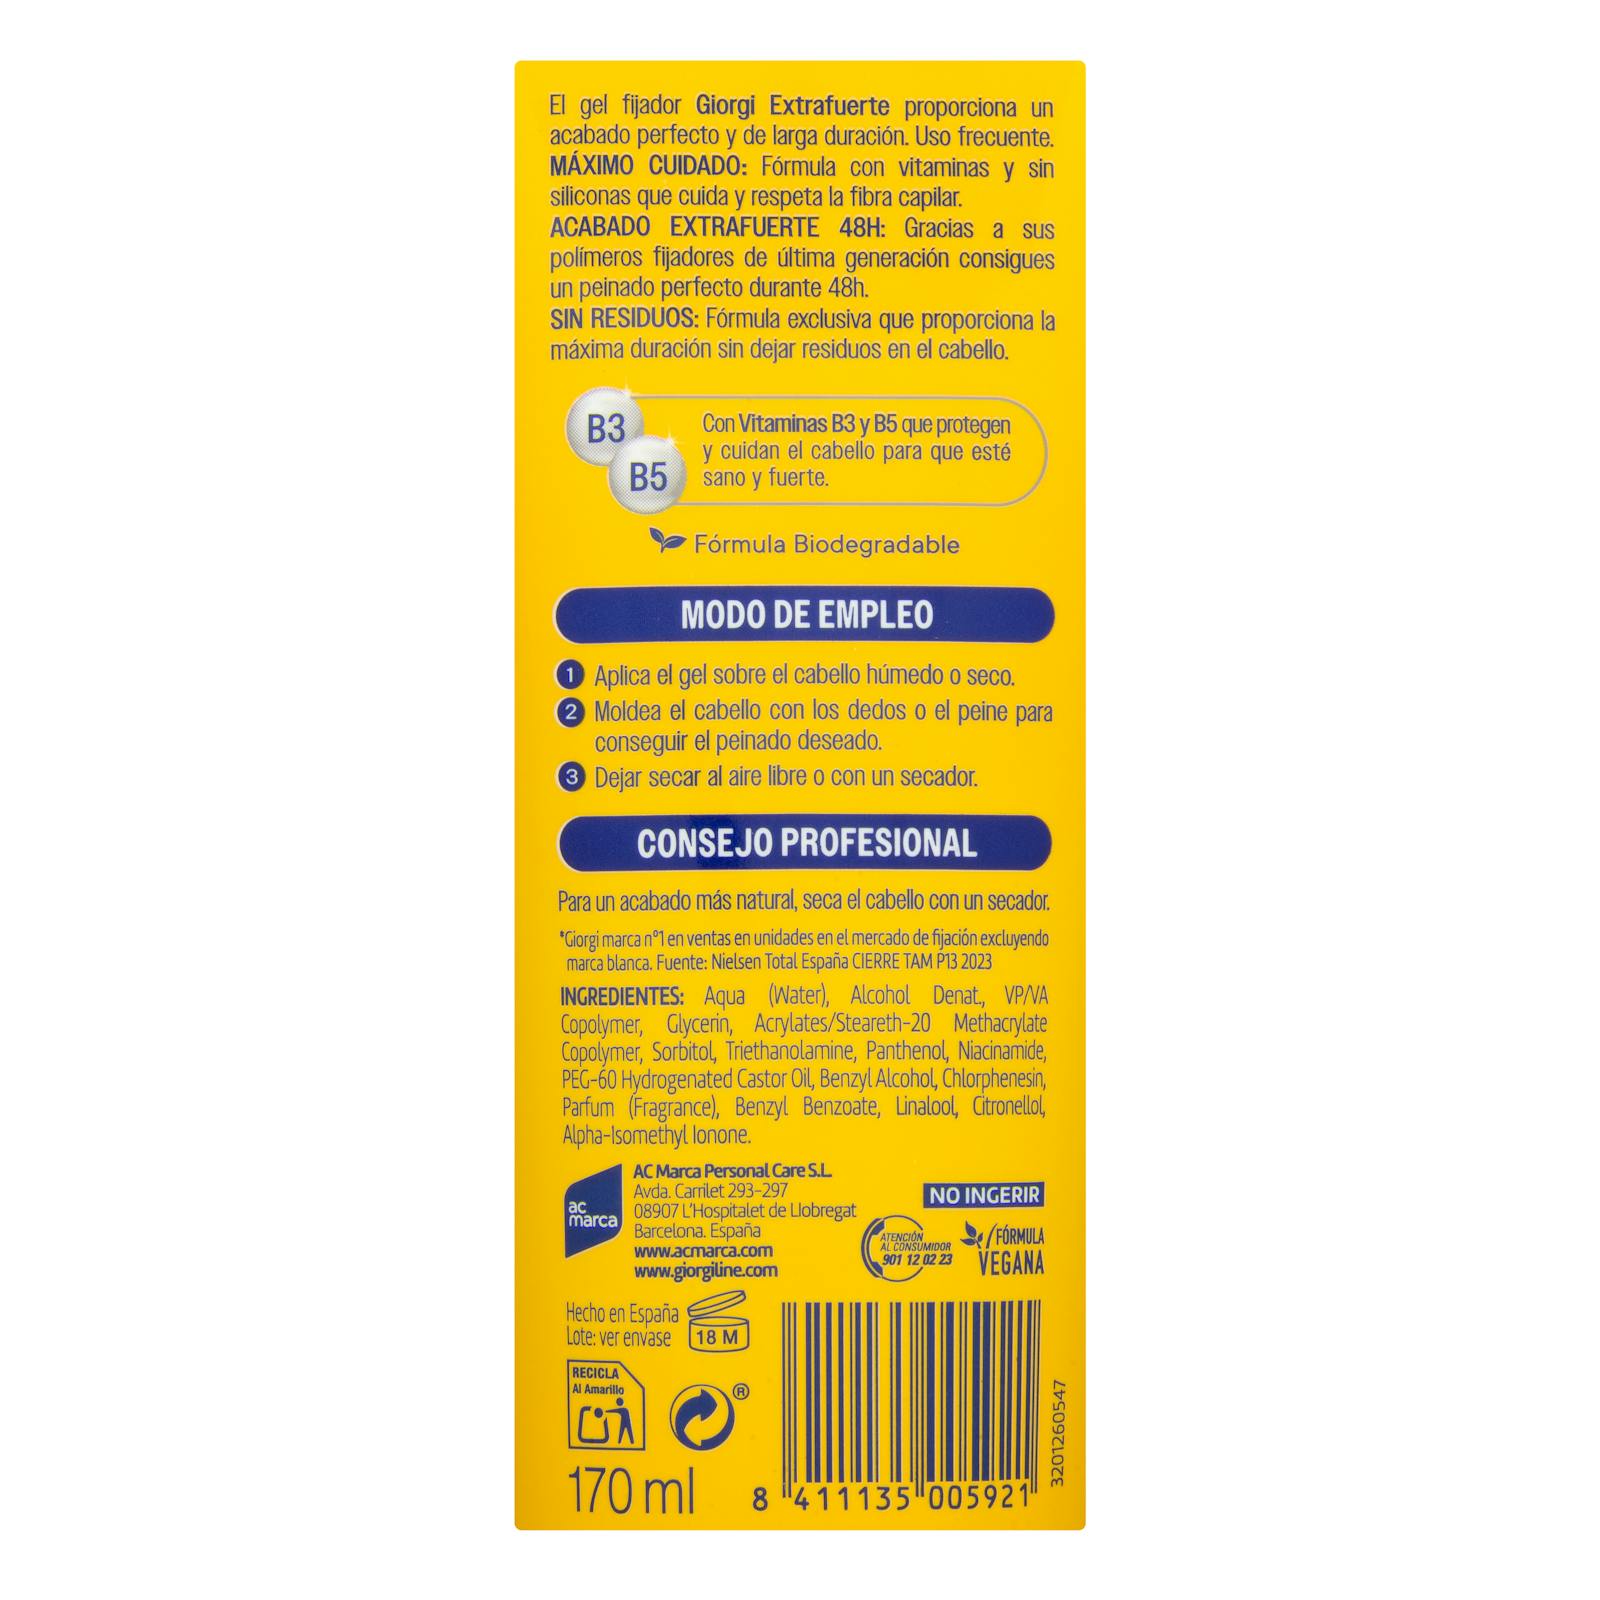 El gel fijador Giorgi Extrafuerte proporciona un
acabado perfecto y de larga duración. Uso frecuente.
MÁXIMO CUIDADO: Fórmula con vitaminas y sin
siliconas que cuida y respeta la fibra capilar.
ACABADO EXTRAFUERTE 48H: Gracias a sus
polímeros fijadores de última generación consigues
un peinado perfecto durante 48h.
SIN RESIDUOS: Fórmula exclusiva que proporciona la
máxima duración sin dejar residuos en el cabello.
B3
B5
Con Vitaminas B3 y B5 que protegen
y cuidan el cabello para que esté
sano y fuerte.
Fórmula Biodegradable
MODO DE EMPLEO
1 Aplica el gel sobre el cabello húmedo o seco.
2 Moldea el cabello con los dedos o el peine para
conseguir el peinado deseado.
3 Dejar secar al aire libre o con un secador.
CONSEJO PROFESIONAL
Para un acabado más natural, seca el cabello con un secador.
*Giorgi marca nº1 en ventas en unidades en el mercado de fijación excluyendo
marca blanca. Fuente: Nielsen Total España CIERRE TAM P13 2023
INGREDIENTES: Aqua (Water), Alcohol Denat., VP/VA
Copolymer, Glycerin, Acrylates/Steareth-20 Methacrylate
Copolymer, Sorbitol, Triethanolamine, Panthenol, Niacinamide,
PEG-60 Hydrogenated Castor Oil, Benzyl Alcohol, Chlorphenesin,
Parfum (Fragrance), Benzyl Benzoate, Linalool, Citronellol,
Alpha-Isomethyl Ionone.
ac
marca
AC Marca Personal Care S.L.
Avda. Carrilet 293-297
08907 L'Hospitalet de Llobregat
Barcelona. España
www.acmarca.com
www.giorgiline.com
NO INGERIR
ATENCIÓN
AL CONSUMIDOR
901 12 02 23
FÓRMULA
VEGANA
Hecho en España
Lote: ver envase
18 M
RECICLA
Al Amarillo
®
170 ml
8 411135 005921
3201260547